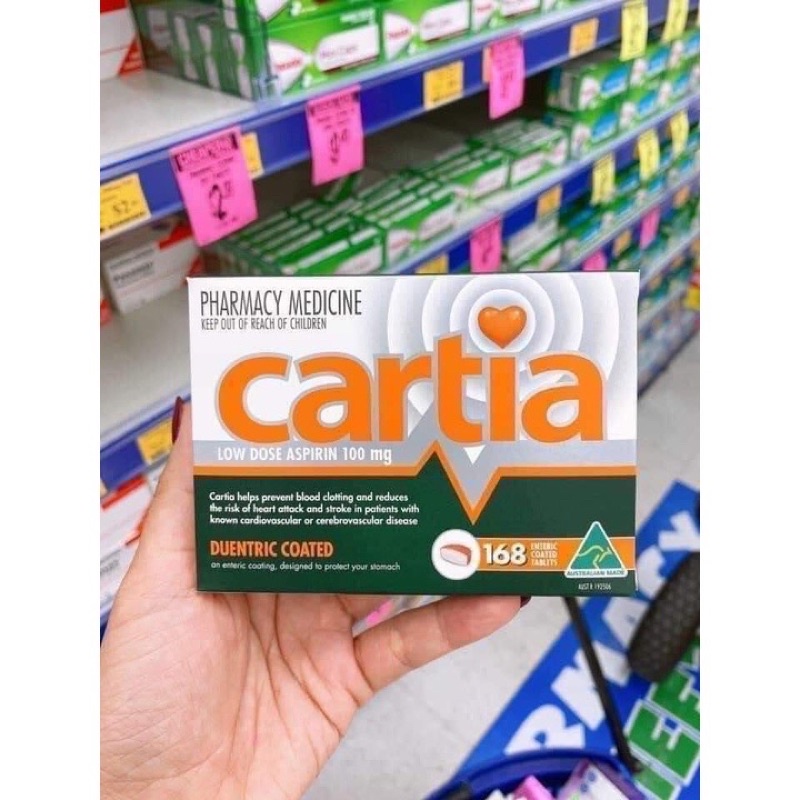 PHARMACY MEDICINE
KEEP OUT OF REACH OF CHILDREN
cartia
LOW DOSE ASPIRIN 100 mg
Cartia helps prevent blood clotting and reduces
the risk of heart attack and stroke in patients with
known cardiovascular or cerebrovascular disease
DUENTRIC COATED
an enteric coating, designed to protect your stomach
168
ENTERIC
COATED
TABLETS
AUSTRALIAN MADE
AUST R 192506